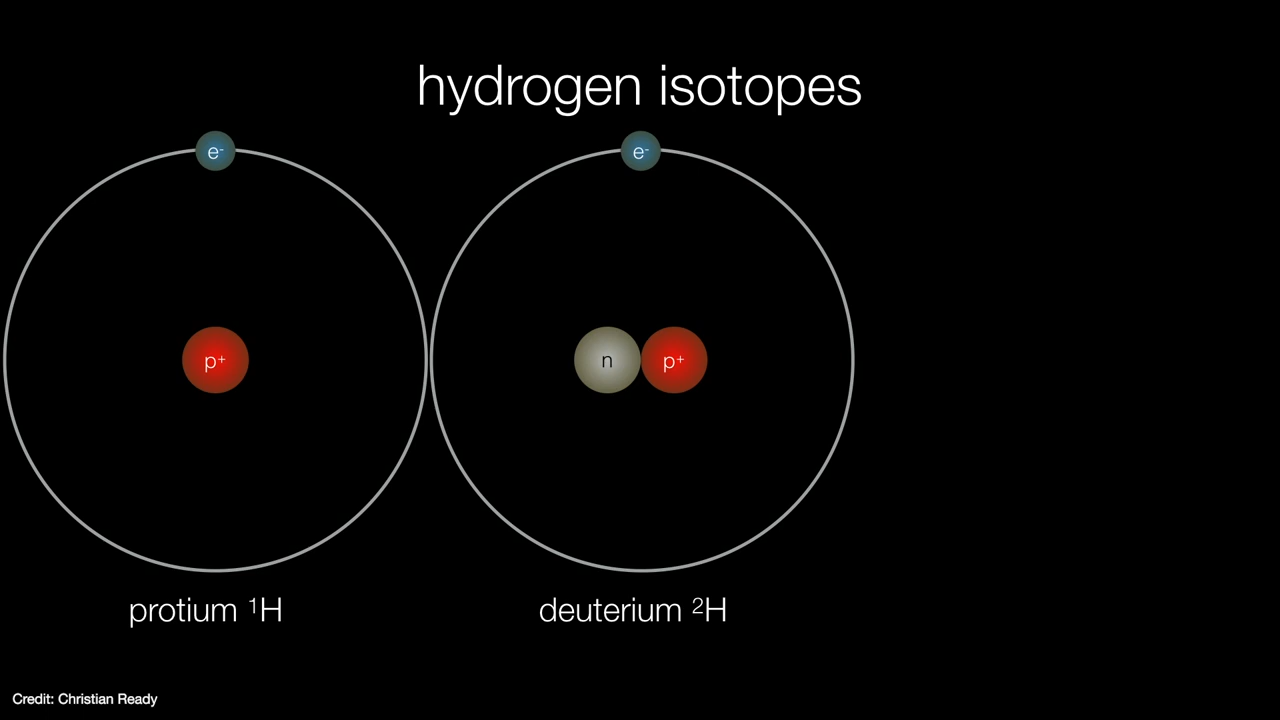 hydrogen isotopes
e⁻
e⁻
p⁺
n
p⁺
protium ¹H
deuterium ²H
Credit: Christian Ready